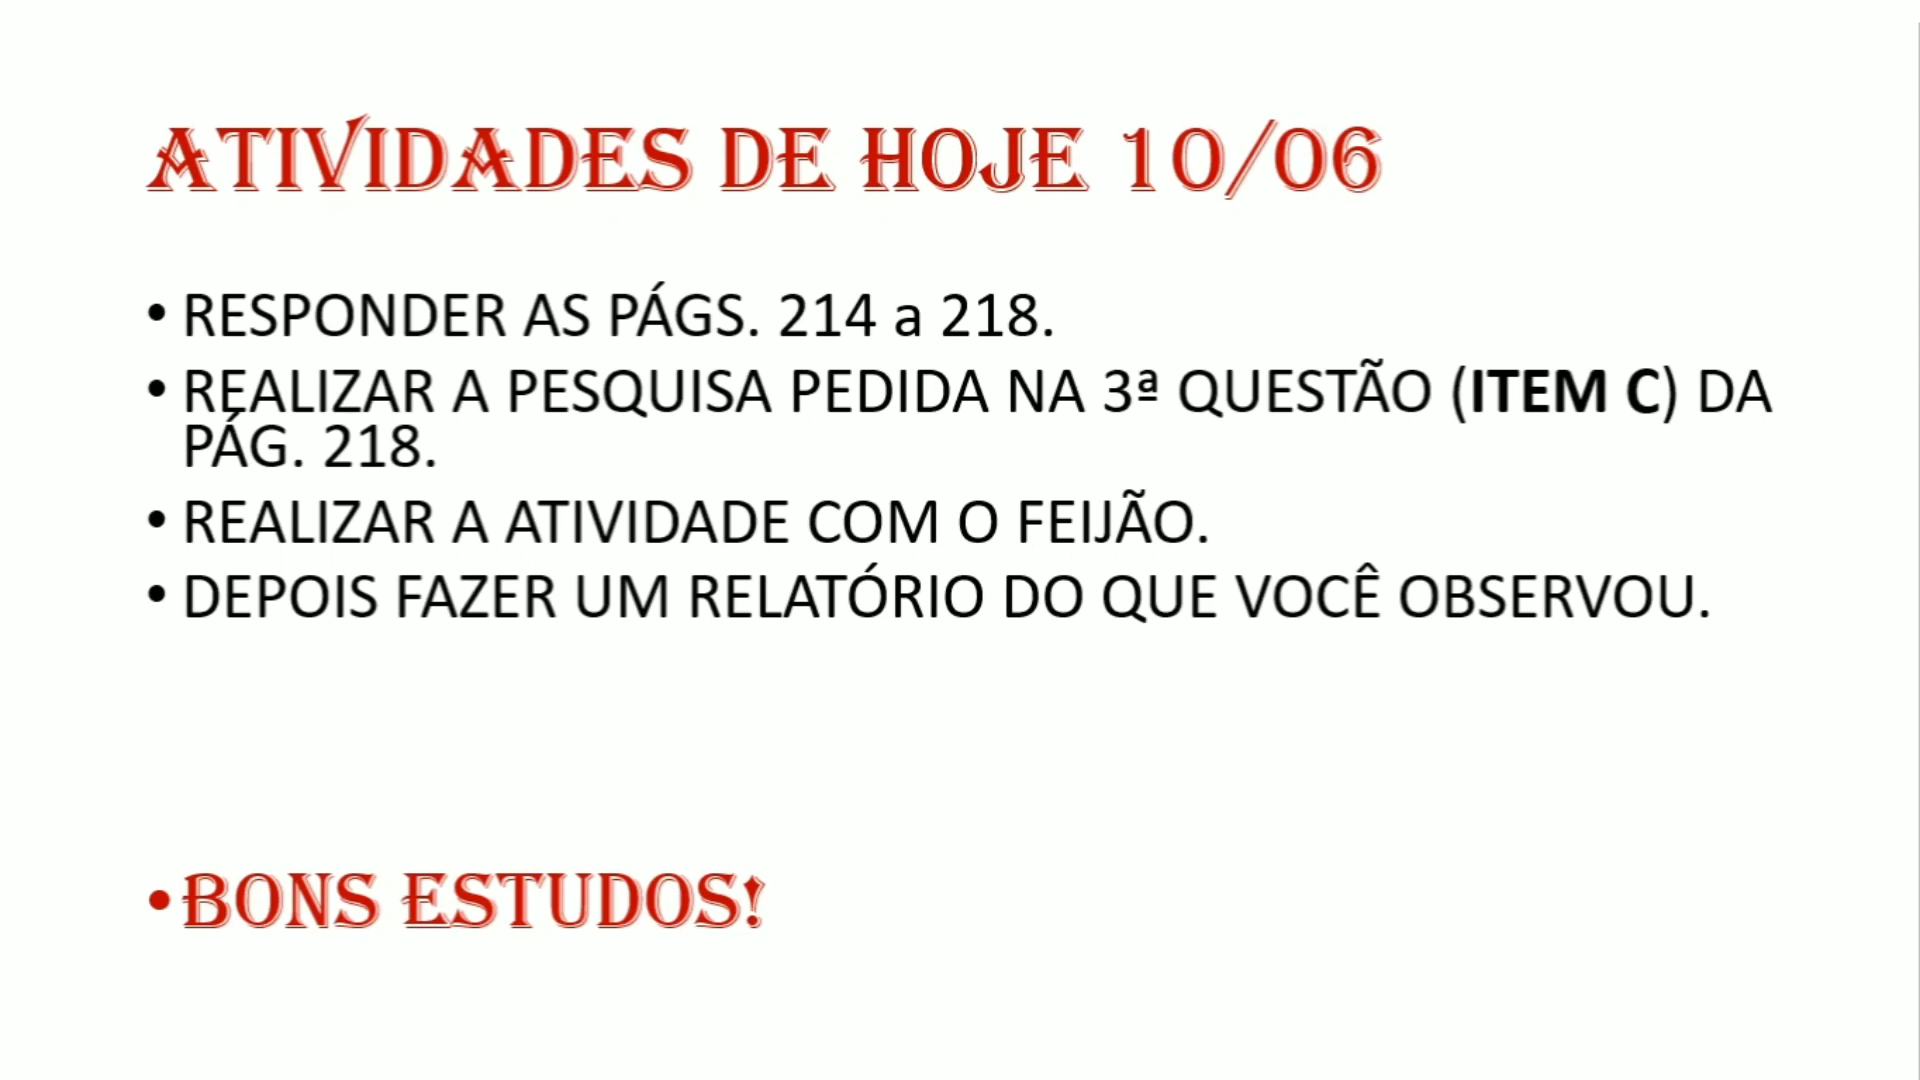 ATIVIDADES DE HOJE 10/06
• RESPONDER AS PÁGS. 214 a 218.
• REALIZAR A PESQUISA PEDIDA NA 3ª QUESTÃO (ITEM C) DA
PÁG. 218.
• REALIZAR A ATIVIDADE COM O FEIJÃO.
• DEPOIS FAZER UM RELATÓRIO DO QUE VOCÊ OBSERVOU.
• BONS ESTUDOS!